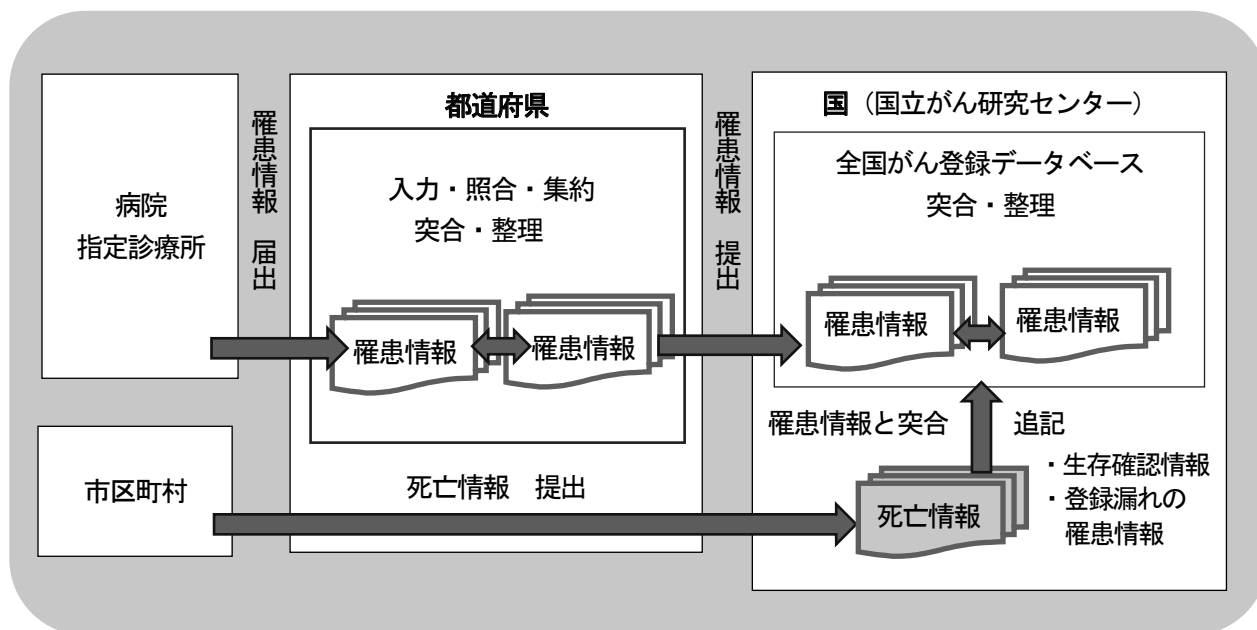 病院
指定診療所
罹患情報　届出
都道府県
入力・照合・集約
突合・整理
罹患情報
罹患情報
罹患情報　提出
国（国立がん研究センター）
全国がん登録データベース
突合・整理
罹患情報
罹患情報
罹患情報と突合
追記
・生存確認情報
・登録漏れの
罹患情報
市区町村
死亡情報　提出
死亡情報